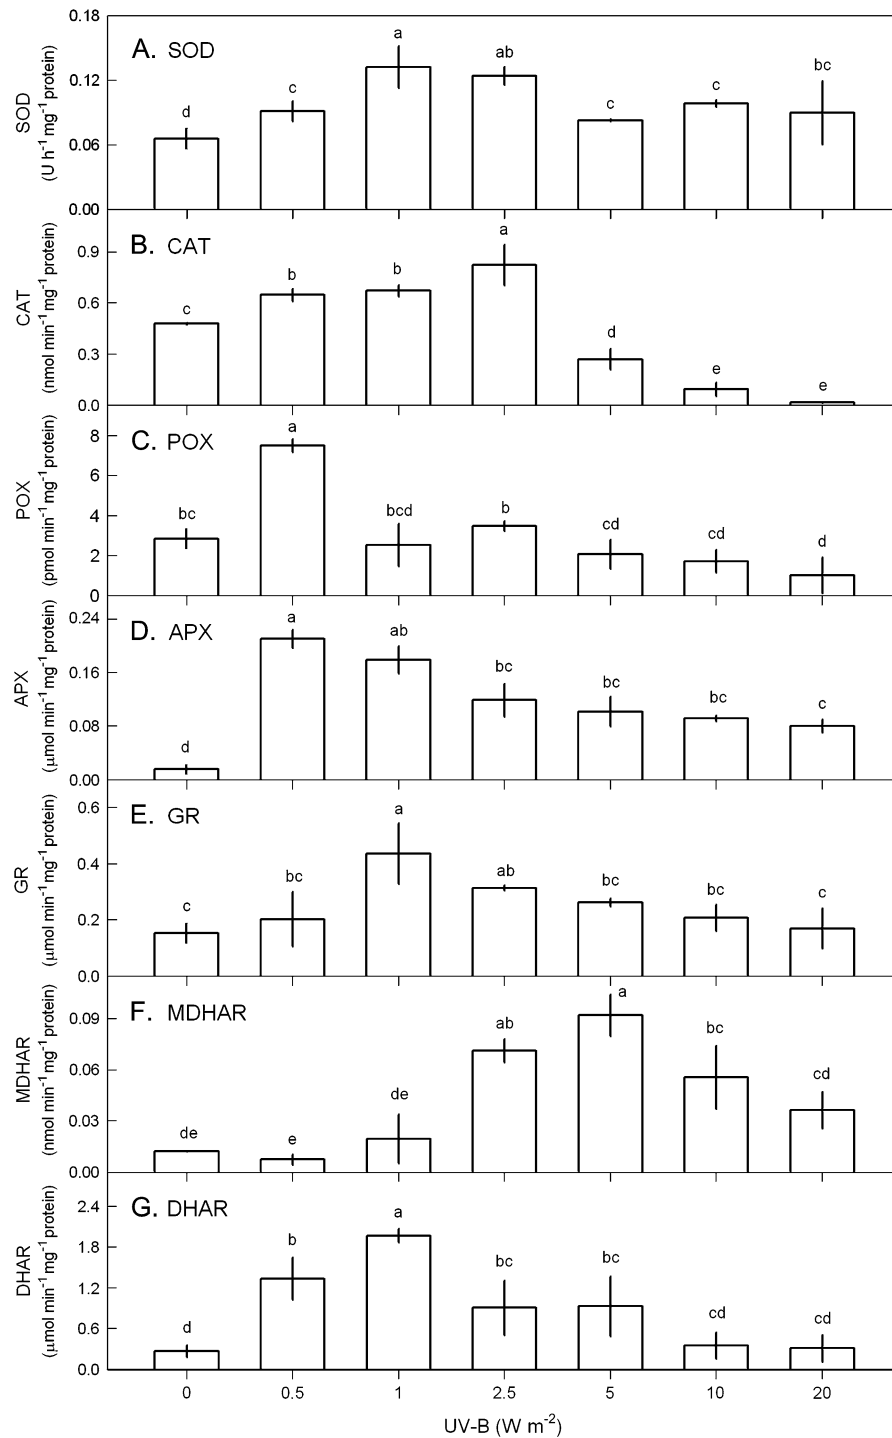 A. SOD
SOD
(U h-1 mg-1 protein)
0.18
0.12
0.06
0.00
d
c
a
ab
c
c
bc
B. CAT
CAT
(nmol min-1 mg-1 protein)
0.9
0.6
0.3
0.0
c
b
b
a
d
e
e
C. POX
POX
(pmol min-1 mg-1 protein)
8
6
4
2
0
bc
a
bcd
b
cd
cd
d
D. APX
APX
(μmol min-1 mg-1 protein)
0.24
0.16
0.08
0.00
d
a
ab
bc
bc
bc
c
E. GR
GR
(μmol min-1 mg-1 protein)
0.6
0.4
0.2
0.0
c
bc
a
ab
bc
bc
c
F. MDHAR
MDHAR
(nmol min-1 mg-1 protein)
0.09
0.06
0.03
0.00
de
e
de
ab
a
bc
cd
G. DHAR
DHAR
(μmol min-1 mg-1 protein)
2.4
1.8
1.2
0.6
0.0
d
b
a
bc
bc
cd
cd
0 0.5 1 2.5 5 10 20
UV-B (W m-2)